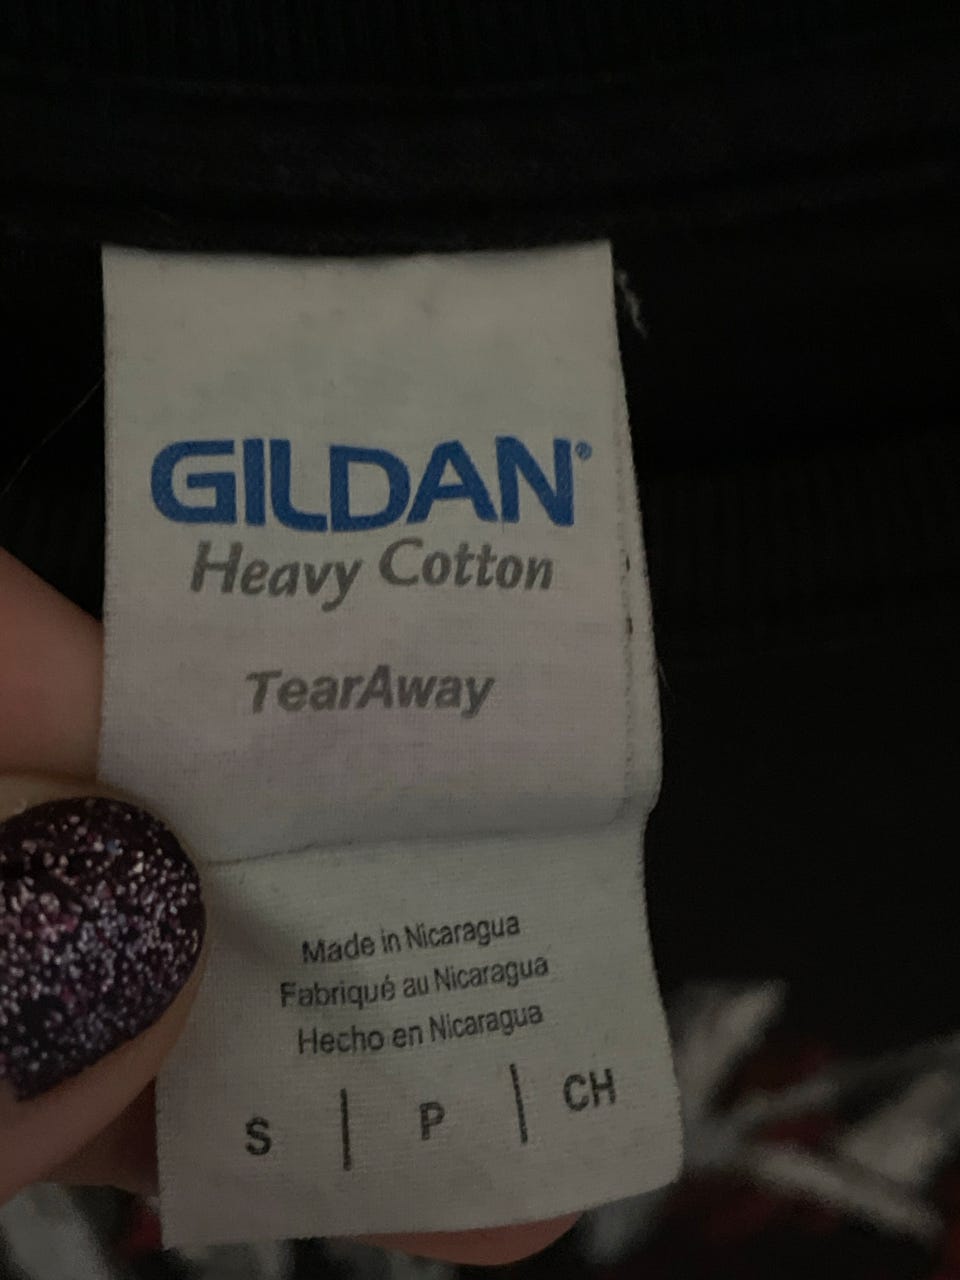 GILDAN®
Heavy Cotton
TearAway
Made in Nicaragua
Fabriqué au Nicaragua
Hecho en Nicaragua
S | P | CH